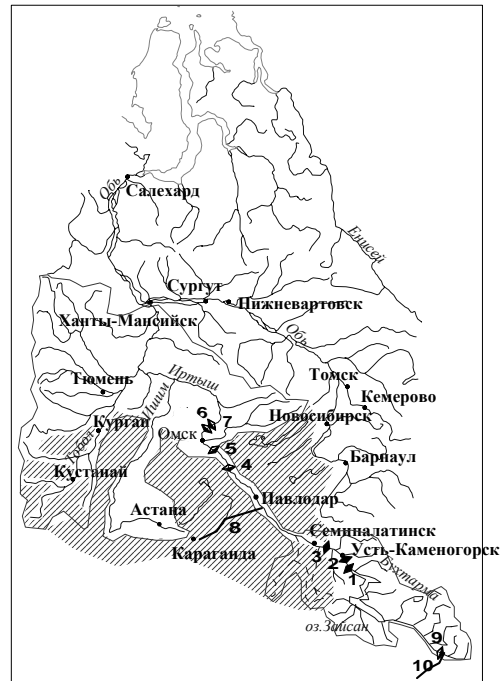 Обь
Салехард
Енисей
Сургут
Нижневартовск
Ханты-Мансийск
Обь
Иртыш
Тюмень
Томск
Ишим
Кемерово
6
7
Новосибирск
Курган
Тобол
Омск
5
4
Барнаул
Кустанай
Павлодар
Астана
8
Семипалатинск
Караганда
3
2
Усть-Каменогорск
1
Бухтарма
оз.Зайсан
9
10